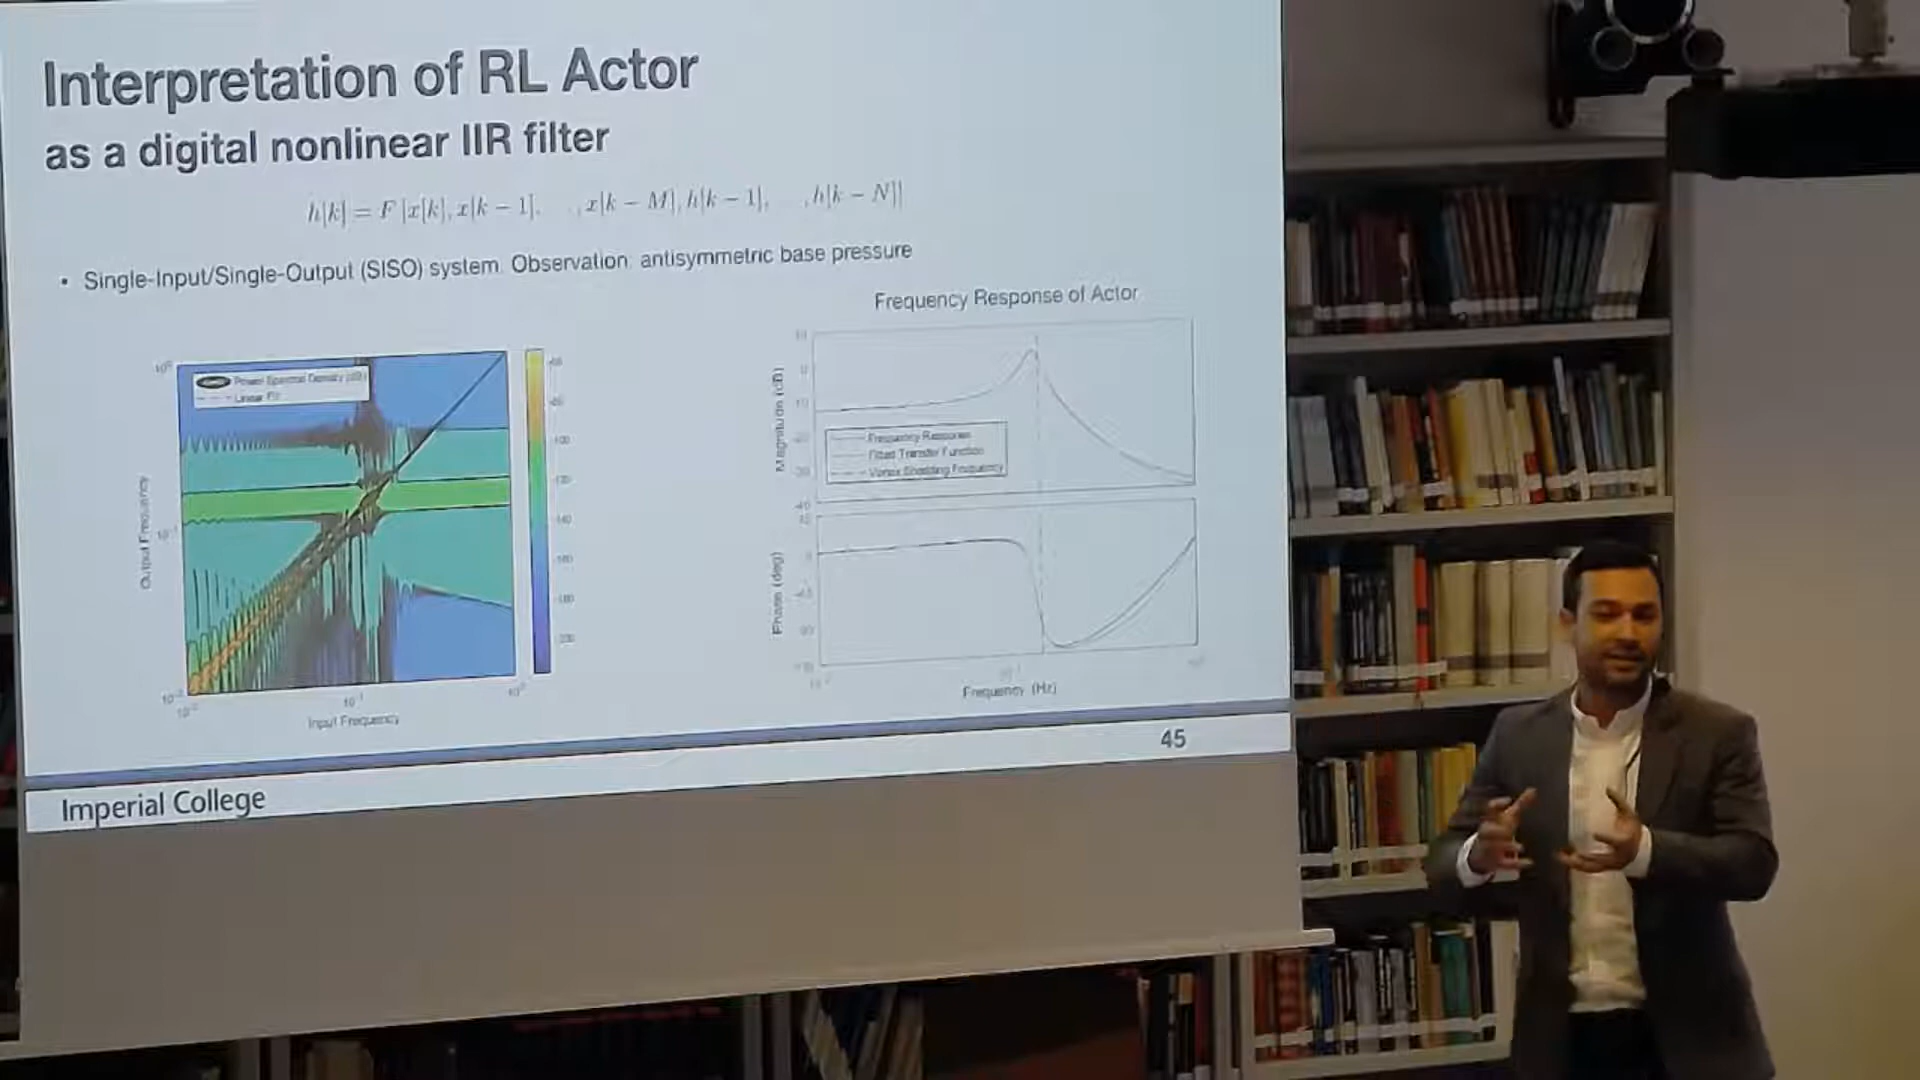 Interpretation of RL Actor
as a digital nonlinear IIR filter
h[k] = F [x[k], x[k − 1], . . . , x[k − M], h[k − 1], . . . , h[k − N]]
• Single-Input/Single-Output (SISO) system. Observation: antisymmetric base pressure
Frequency Response of Actor
Power Spectral Density (dB)
Linear Fit
Output Frequency
Input Frequency
Magnitude (dB)
Frequency Response
Fitted Transfer Function
Vortex Shedding Frequency
Phase (deg)
Frequency (Hz)
45
Imperial College